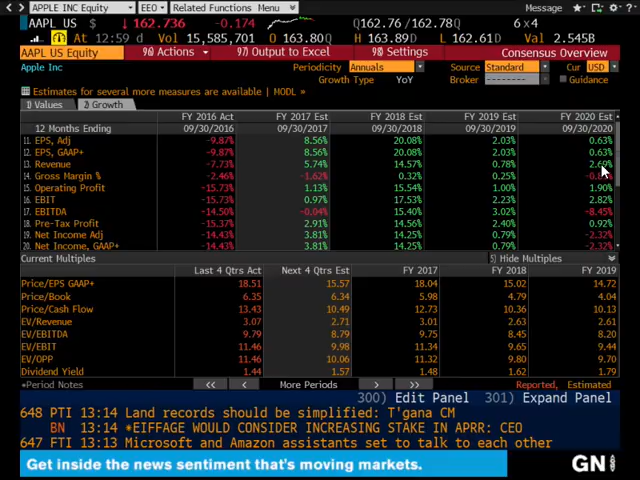 APPLE INC Equity EEO Related Functions Menu Message
AAPL US $ 162.736 -0.174 Q162.76 / 162.78Q 6 x 4
At 12:59 d Vol 15,585,701 O 163.80Q H 163.89D L 162.61D Val 2.545B
AAPL US Equity 96) Actions 97) Output to Excel 98) Settings Consensus Overview
Apple Inc Periodicity Annuals Source Standard Cur USD
Growth Type YoY Broker -------- Guidance
Estimates for several more measures are available | MODL »
1) Values 2) Growth
FY 2016 Act FY 2017 Est FY 2018 Est FY 2019 Est FY 2020 Est
12 Months Ending 09/30/2016 09/30/2017 09/30/2018 09/30/2019 09/30/2020
11. EPS, Adj -9.87% 8.56% 20.08% 2.03% 0.63%
12. EPS, GAAP+ -9.87% 8.56% 20.08% 2.03% 0.63%
13. Revenue -7.73% 5.74% 14.57% 0.78% 2.69%
14. Gross Margin % -2.46% -1.62% 0.32% 0.25%
15. Operating Profit -15.73% 1.13% 15.54% 1.00% 1.90%
16. EBIT -15.73% 0.97% 17.53% 2.23% 2.82%
17. EBITDA -14.50% -0.04% 15.40% 3.02% -8.45%
18. Pre-Tax Profit -15.37% 2.91% 14.56% 2.40% 0.92%
19. Net Income Adj -14.43% 3.81% 14.25% 0.79% -2.32%
20. Net Income, GAAP+ -14.43% 3.81% 14.25% 0.79% -2.32%
Current Multiples 5) Hide Multiples
Last 4 Qtrs Act Next 4 Qtrs Est FY 2017 FY 2018 FY 2019
Price/EPS GAAP+ 18.51 15.57 18.04 15.02 14.72
Price/Book 6.35 6.34 5.98 4.79 4.04
Price/Cash Flow 13.43 10.49 12.73 10.36 10.13
EV/Revenue 3.07 2.71 3.01 2.63 2.61
EV/EBITDA 9.79 8.79 9.75 8.45 8.20
EV/EBIT 11.46 9.98 11.34 9.65 9.44
EV/OPP 11.46 10.06 11.32 9.80 9.70
Dividend Yield 1.44 1.57 1.48 1.62 1.79
*Period Notes << < More Periods > >> Reported, Estimated
300) Edit Panel 301) Expand Panel
648 PTI 13:14 Land records should be simplified: T'gana CM
BN 13:14 *EIFFAGE WOULD CONSIDER INCREASING STAKE IN APRR: CEO
647 FT 13:13 Microsoft and Amazon assistants set to talk to each other
Get inside the news sentiment that's moving markets. GN